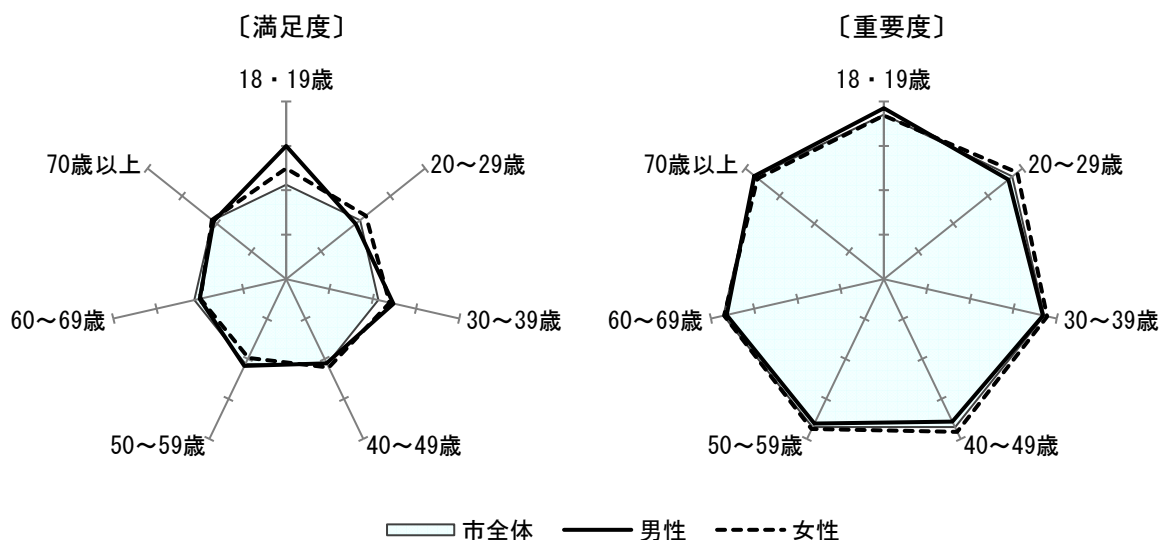 〔満足度〕
18・19歳
20～29歳
30～39歳
40～49歳
50～59歳
60～69歳
70歳以上
〔重要度〕
18・19歳
20～29歳
30～39歳
40～49歳
50～59歳
60～69歳
70歳以上
市全体 男性 女性